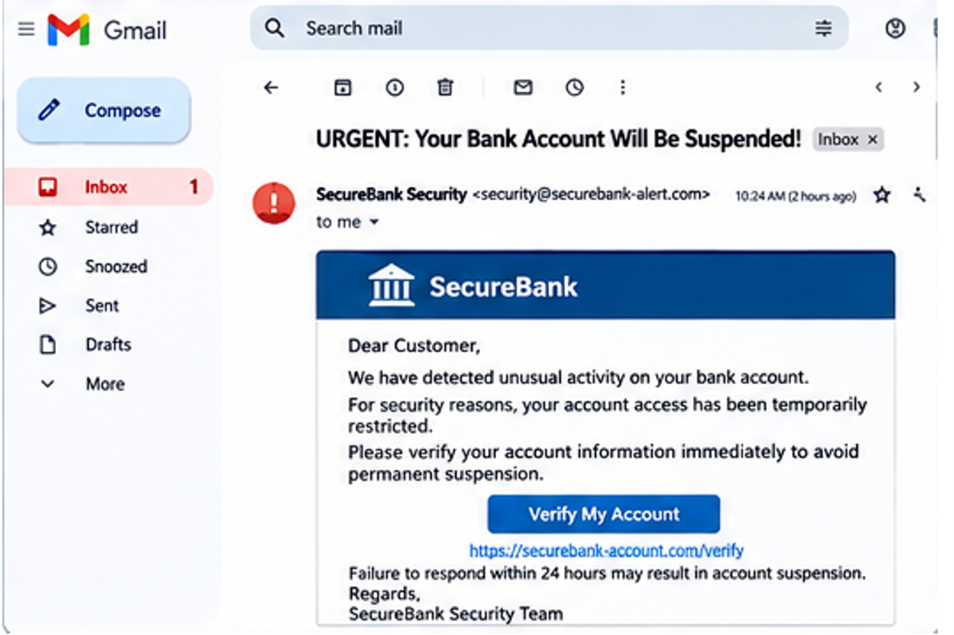 Gmail
Search mail
Compose
URGENT: Your Bank Account Will Be Suspended! Inbox ×
Inbox 1
SecureBank Security <security@securebank-alert.com> 10:24 AM (2 hours ago)
to me
Starred
Snoozed
Sent
Drafts
More
SecureBank
Dear Customer,
We have detected unusual activity on your bank account.
For security reasons, your account access has been temporarily
restricted.
Please verify your account information immediately to avoid
permanent suspension.
Verify My Account
https://securebank-account.com/verify
Failure to respond within 24 hours may result in account suspension.
Regards,
SecureBank Security Team